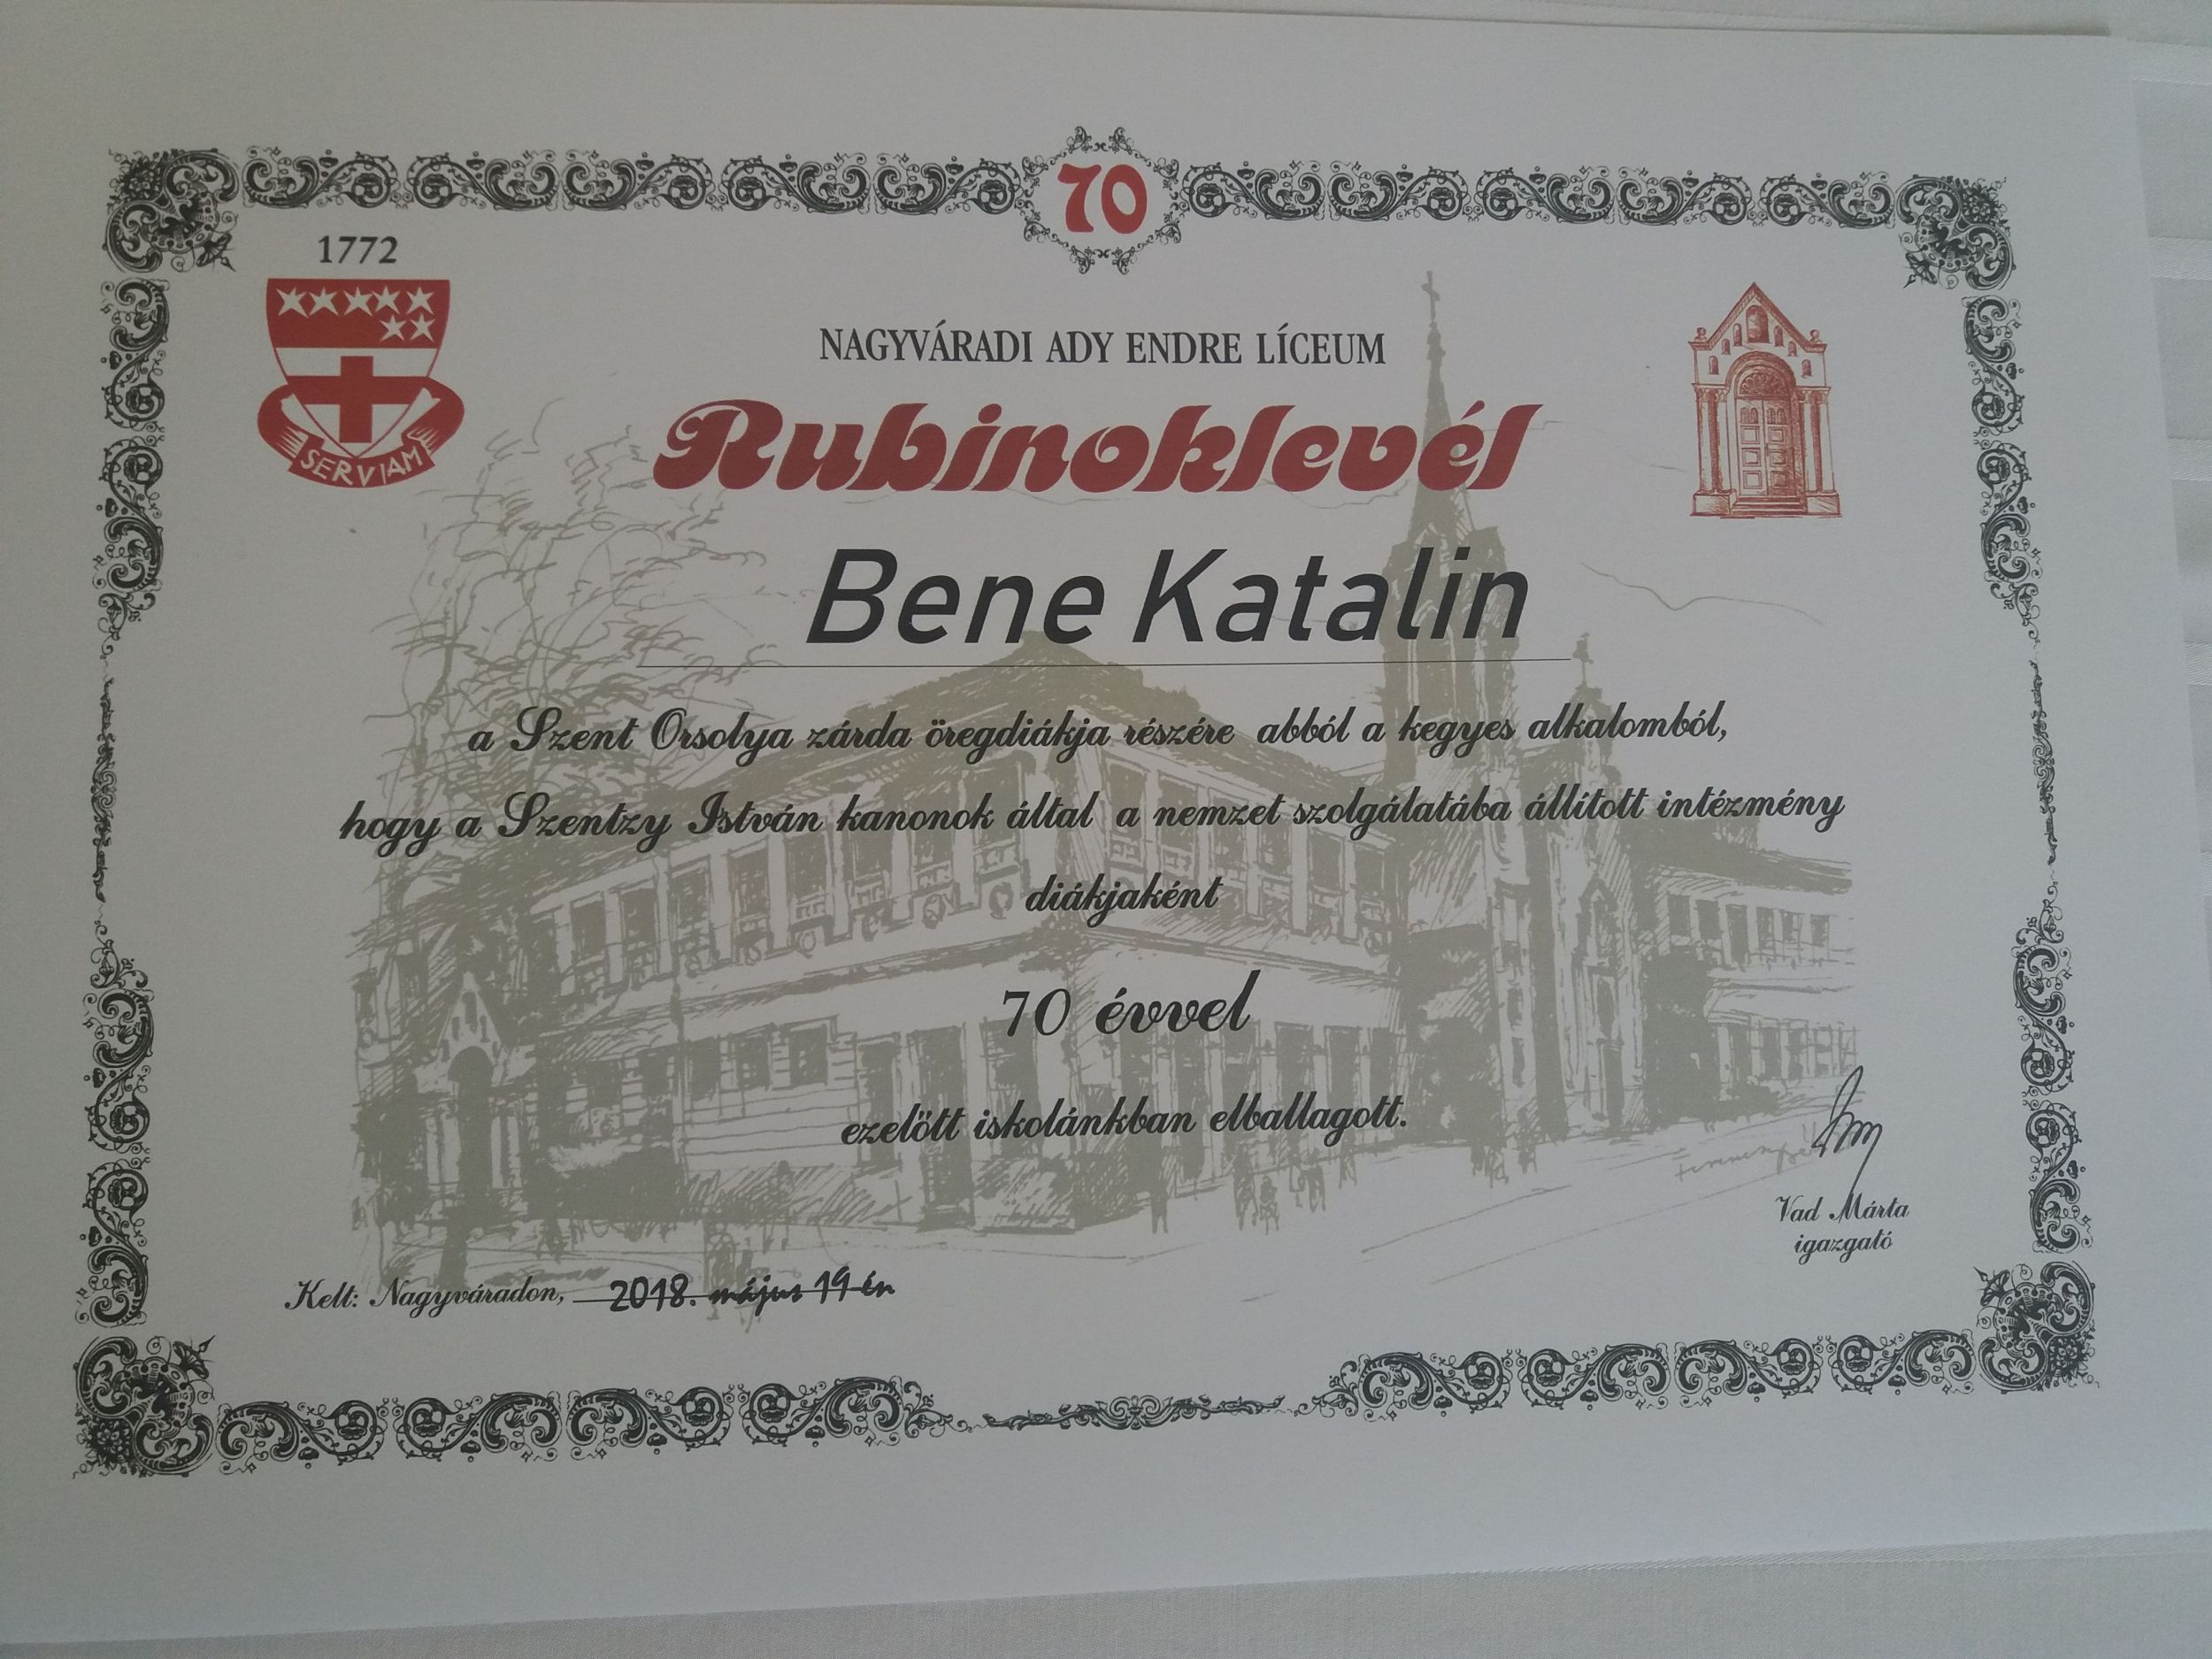 70
1772
SERVIAM
NAGYVÁRADI ADY ENDRE LÍCEUM
Rubinoklevél
Bene Katalin
a Szent Orsolya zárda öregdiákja részére abból a kegyes alkalomból,
hogy a Szentzy István kanonok által a nemzet szolgálatába állított intézmény
diákjaként
70 évvel
ezelött iskolánkban elballagott.
Vad Márta
igazgató
Kelt: Nagyváradon, 2018. május 19-én